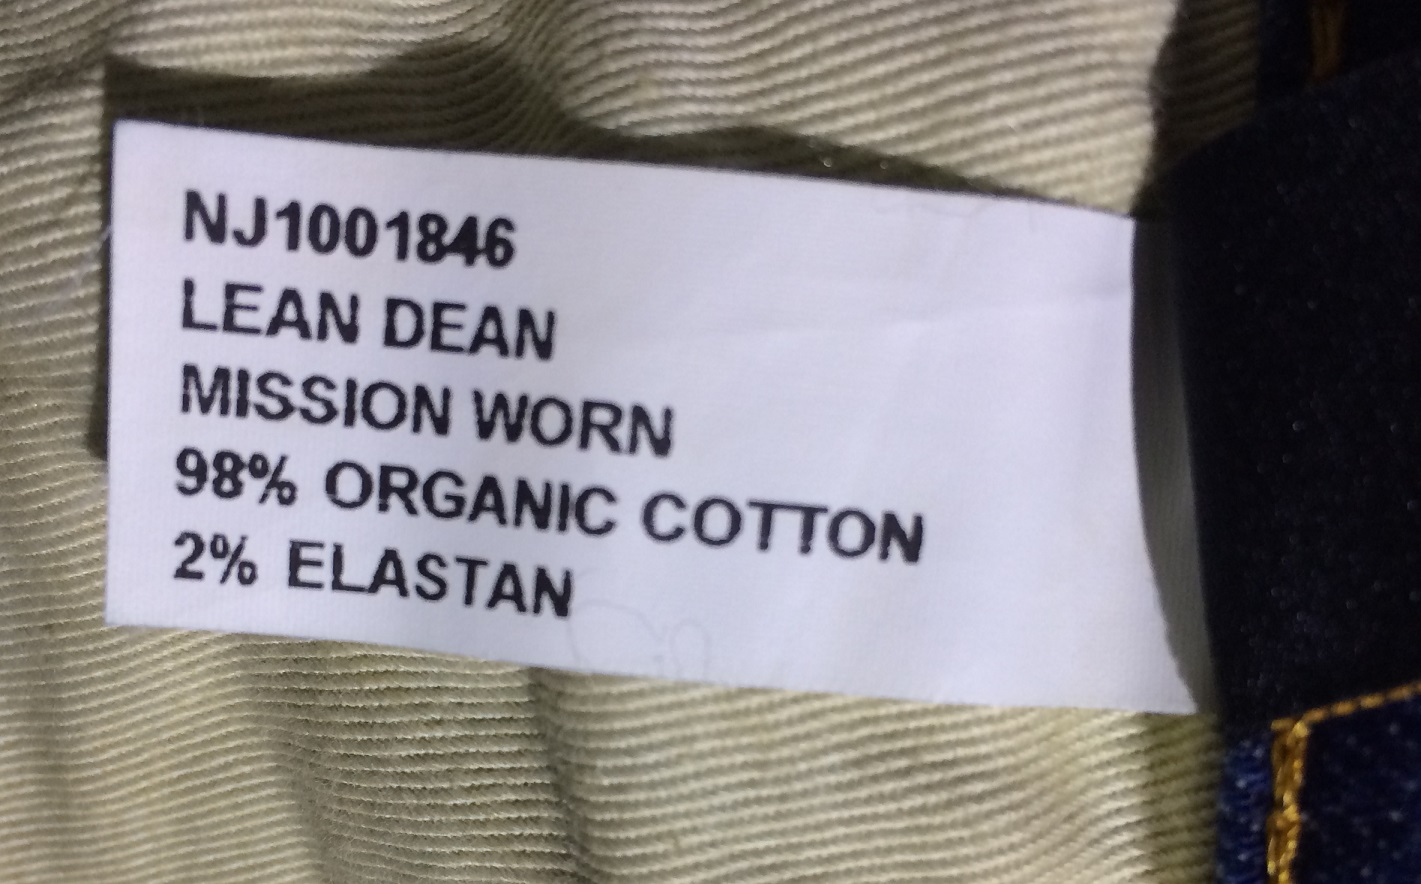 NJ1001846
LEAN DEAN
MISSION WORN
98% ORGANIC COTTON
2% ELASTAN